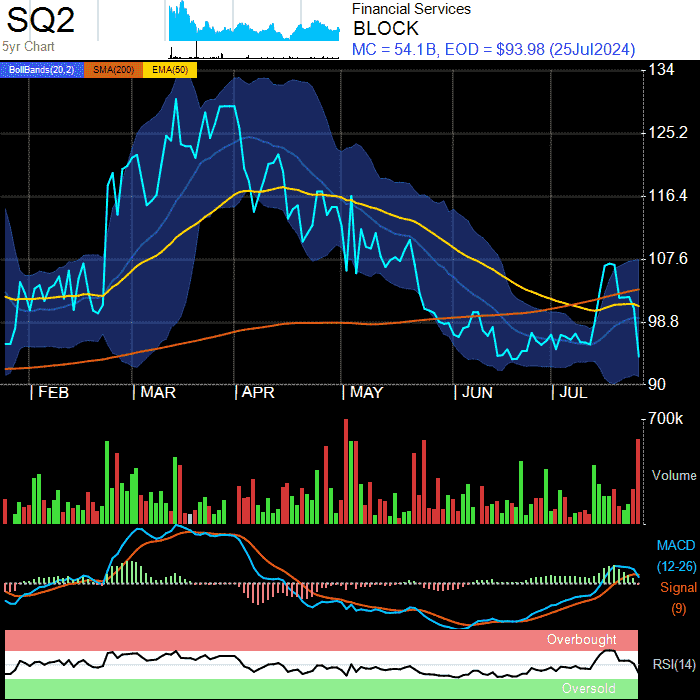 SQ2
5yr Chart
Financial Services
BLOCK
MC = 54.1B, EOD = $93.98 (25Jul2024)
BollBands(20,2) SMA(200) EMA(50)
134
125.2
116.4
107.6
98.8
90
FEB MAR APR MAY JUN JUL
700k
Volume
MACD
(12-26)
Signal
(9)
Overbought
RSI(14)
Oversold